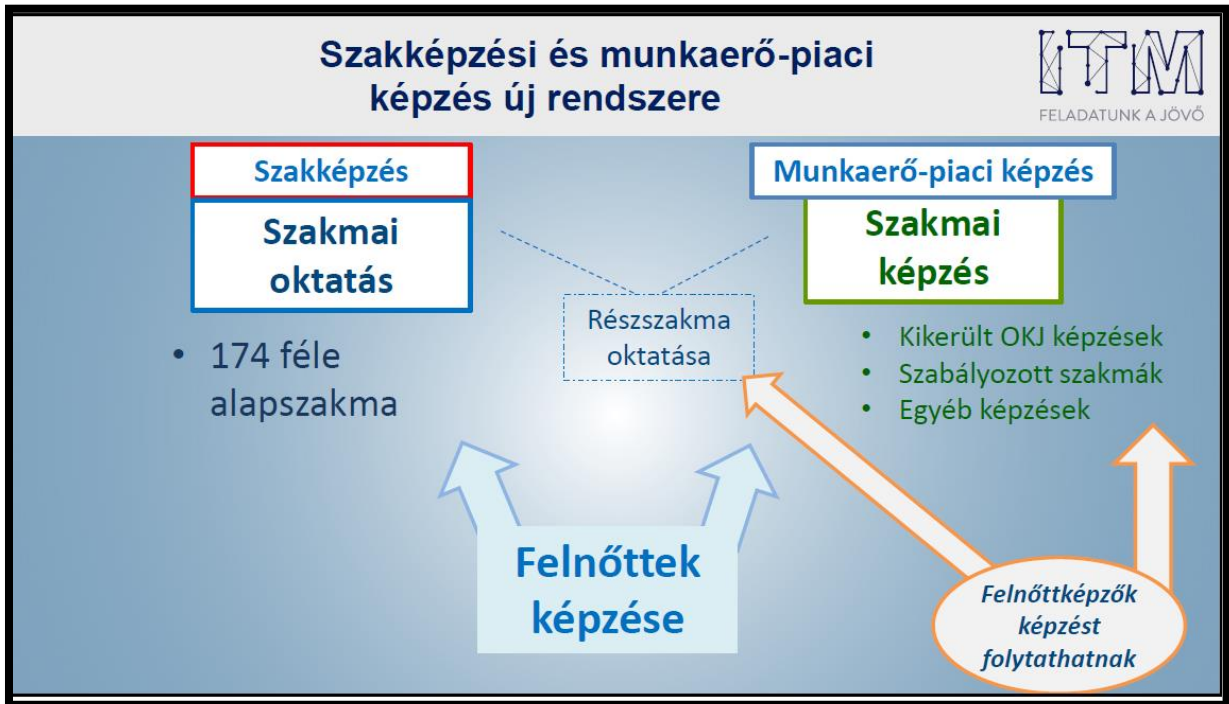 Szakképzési és munkaerő-piaci
képzés új rendszere
ITM
FELADATUNK A JÖVŐ
Szakképzés
Szakmai
oktatás
• 174 féle
alapszakma
Részszakma
oktatása
Munkaerő-piaci képzés
Szakmai
képzés
• Kikerült OKJ képzések
• Szabályozott szakmák
• Egyéb képzések
Felnőttek
képzése
Felnőttképzők
képzést
folytathatnak